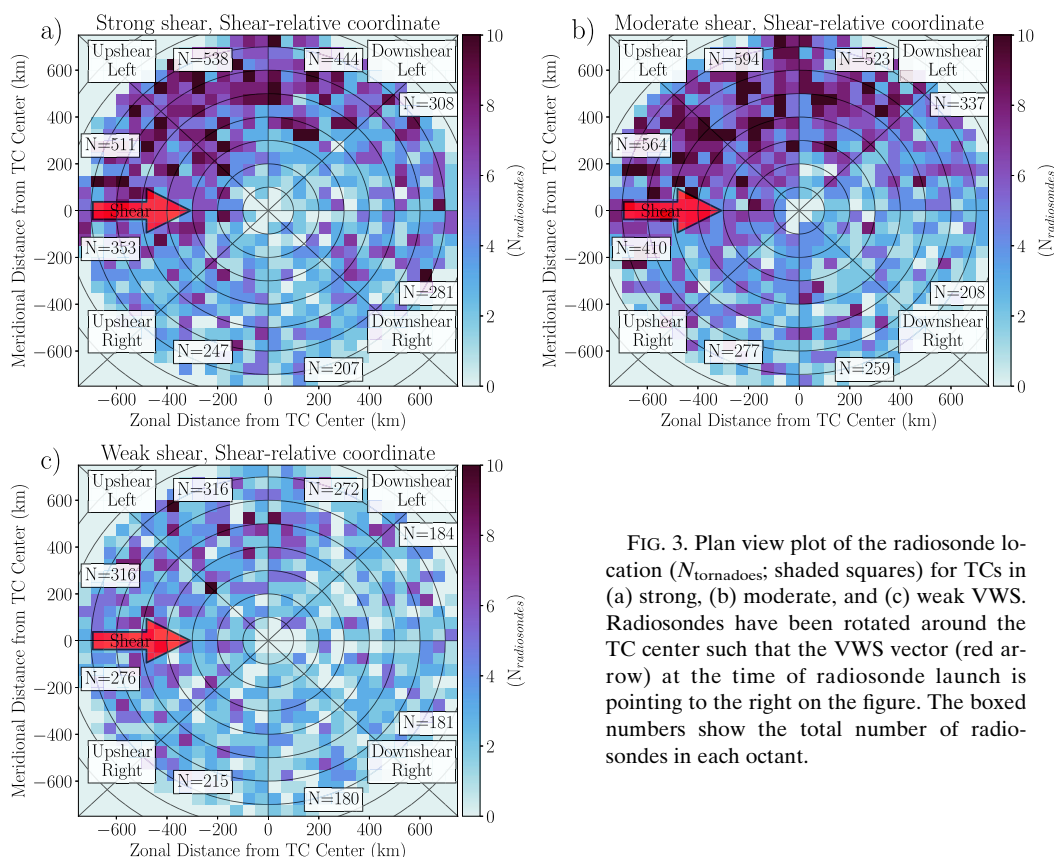 a)
Strong shear, Shear-relative coordinate
Upshear
Left
N=538
N=444
Downshear
Left
N=308
N=511
Shear
N=353
N=281
Upshear
Right
N=247
N=207
Downshear
Right
600
400
200
0
−200
−400
−600
Meridional Distance from TC Center (km)
−600 −400 −200 0 200 400 600
Zonal Distance from TC Center (km)
10
8
6
4
2
0
(N_radiosondes)
b)
Moderate shear, Shear-relative coordinate
Upshear
Left
N=594
N=523
Downshear
Left
N=337
N=564
Shear
N=410
N=208
Upshear
Right
N=277
N=259
Downshear
Right
600
400
200
0
−200
−400
−600
Meridional Distance from TC Center (km)
−600 −400 −200 0 200 400 600
Zonal Distance from TC Center (km)
10
8
6
4
2
0
(N_radiosondes)
c)
Weak shear, Shear-relative coordinate
Upshear
Left
N=316
N=272
Downshear
Left
N=184
N=316
Shear
N=276
N=181
Upshear
Right
N=215
N=180
Downshear
Right
600
400
200
0
−200
−400
−600
Meridional Distance from TC Center (km)
−600 −400 −200 0 200 400 600
Zonal Distance from TC Center (km)
10
8
6
4
2
0
(N_radiosondes)
FIG. 3. Plan view plot of the radiosonde lo-
cation (N_tornadoes; shaded squares) for TCs in
(a) strong, (b) moderate, and (c) weak VWS.
Radiosondes have been rotated around the
TC center such that the VWS vector (red ar-
row) at the time of radiosonde launch is
pointing to the right on the figure. The boxed
numbers show the total number of radio-
sondes in each octant.